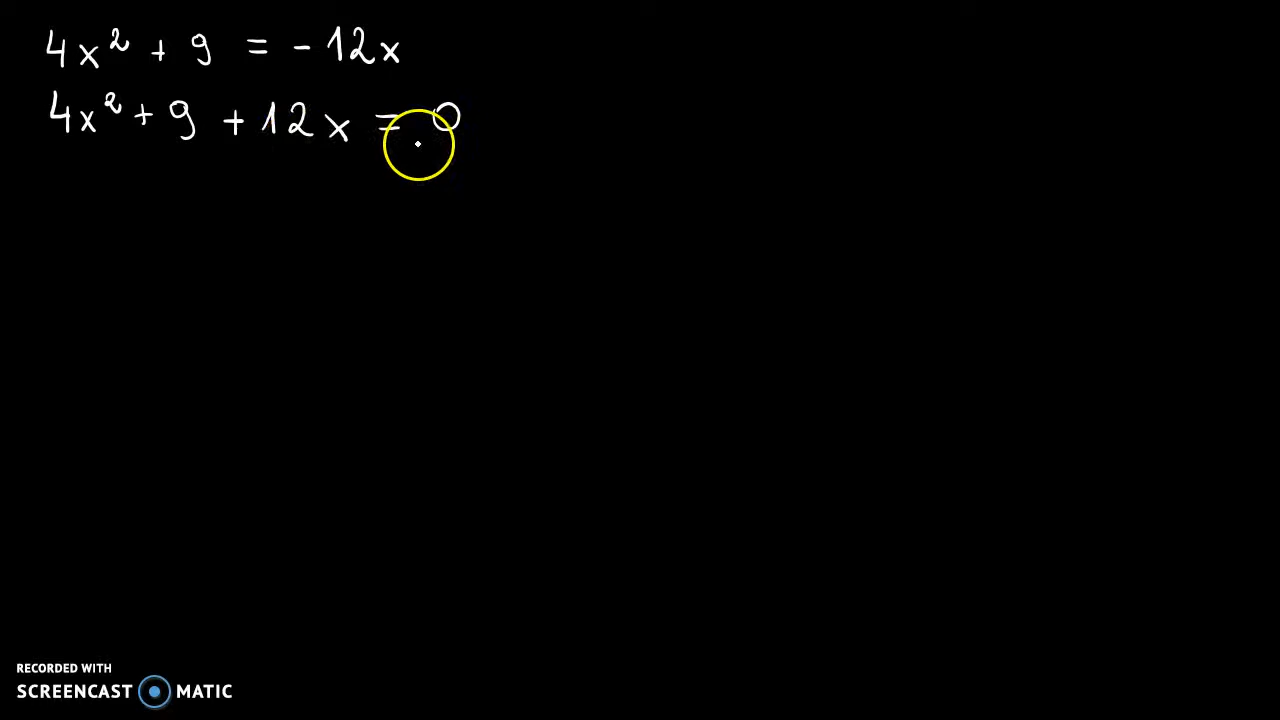 4x² + 9 = - 12x
4x² + 9 + 12x = 0
RECORDED WITH
SCREENCAST MATIC